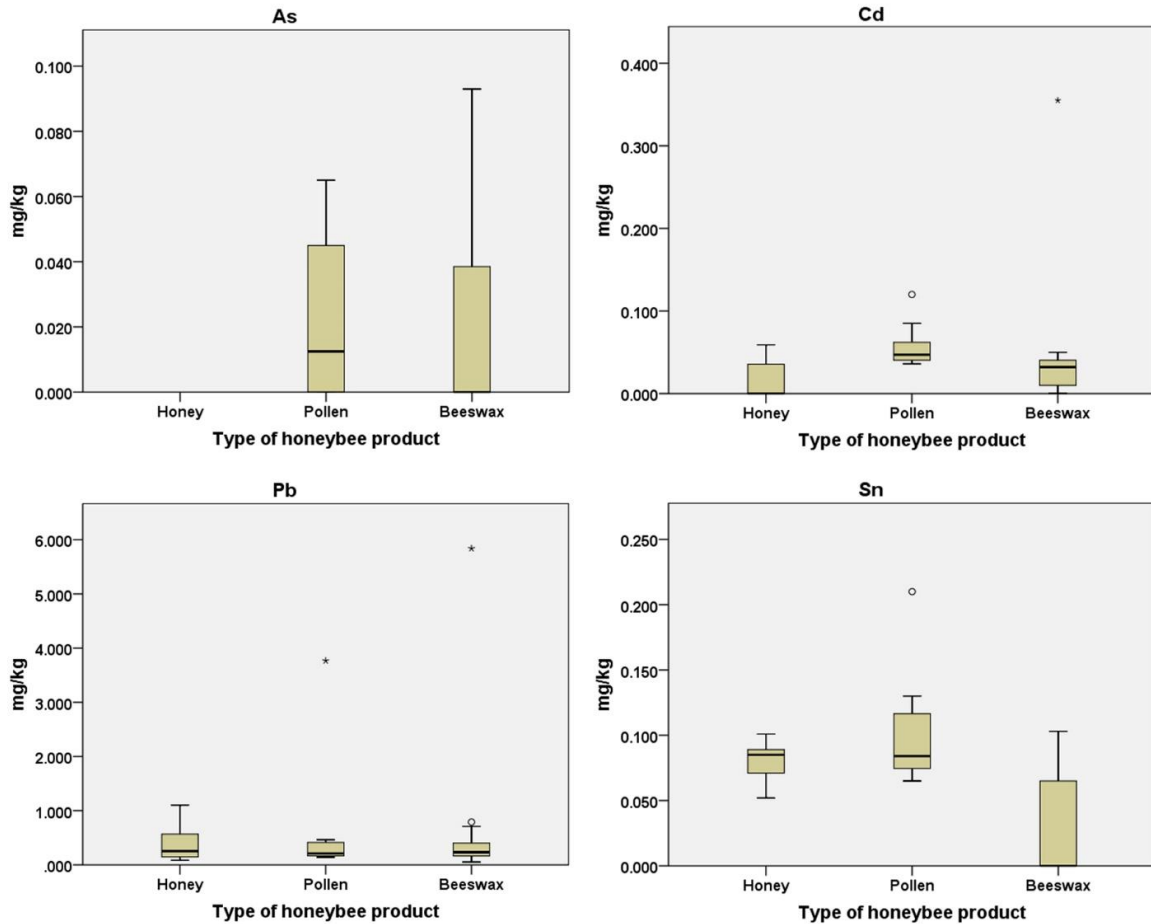 As
0.100
0.080
0.060
0.040
0.020
0.000
mg/kg
Honey Pollen Beeswax
Type of honeybee product
Cd
0.400
0.300
0.200
0.100
0.000
mg/kg
Honey Pollen Beeswax
Type of honeybee product
Pb
6.000
5.000
4.000
3.000
2.000
1.000
.000
mg/kg
Honey Pollen Beeswax
Type of honeybee product
Sn
0.250
0.200
0.150
0.100
0.050
0.000
mg/kg
Honey Pollen Beeswax
Type of honeybee product